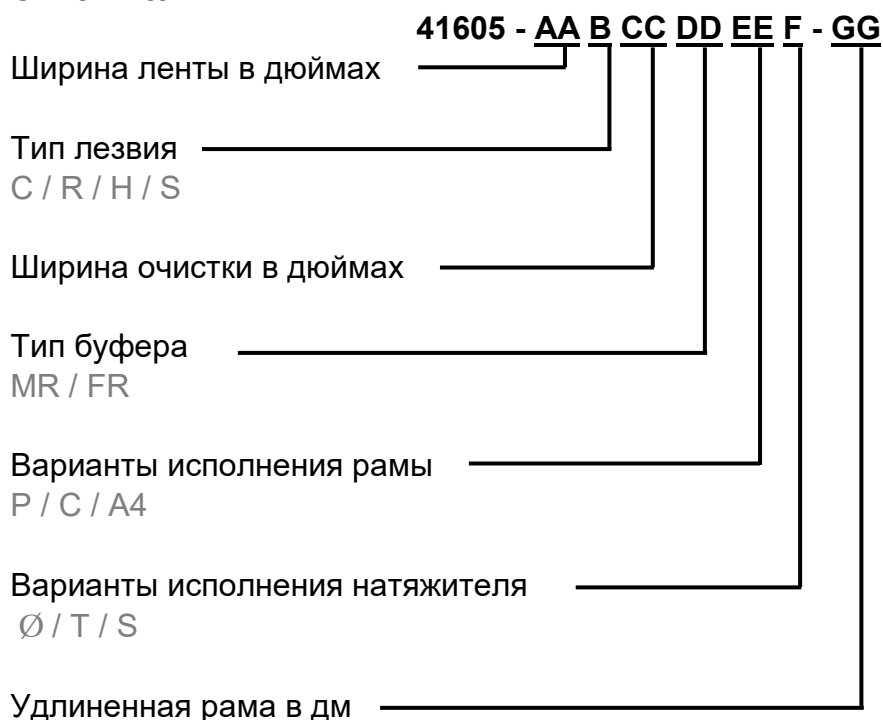 41605 - AA B CC DD EE F - GG
Ширина ленты в дюймах
Тип лезвия
C / R / H / S
Ширина очистки в дюймах
Тип буфера
MR / FR
Варианты исполнения рамы
P / C / A4
Варианты исполнения натяжителя
Ø / T / S
Удлиненная рама в дм